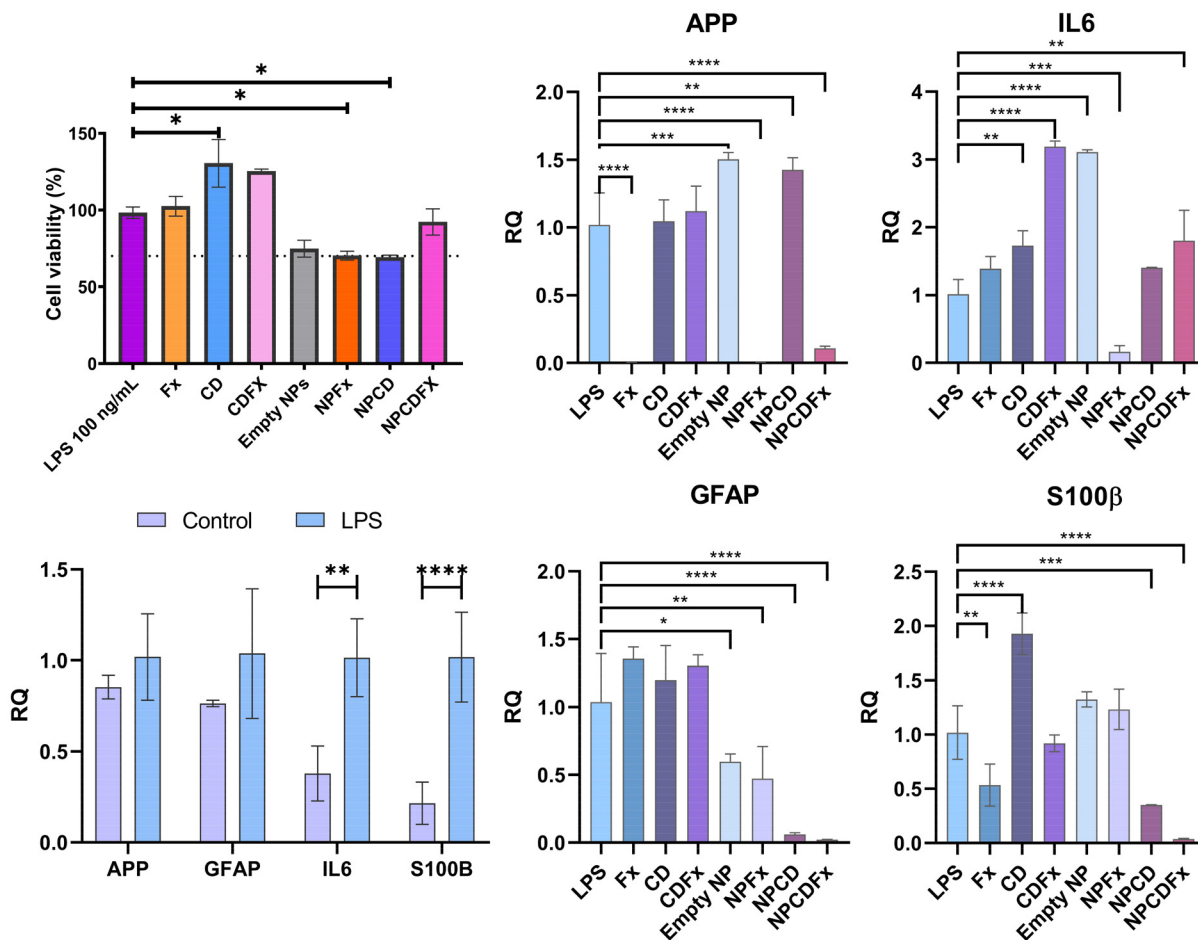 Cell viability (%)
150
100
50
0
*
*
*
LPS 100 ng/mL
Fx
CD
CDFX
Empty NPs
NPFx
NPCD
NPCDFX
APP
RQ
2.0
1.5
1.0
0.5
0.0
****
**
****
***
****
LPS
Fx
CD
CDFx
Empty NP
NPFx
NPCD
NPCDFx
IL6
RQ
4
3
2
1
0
**
***
****
****
**
LPS
Fx
CD
CDFx
Empty NP
NPFx
NPCD
NPCDFx
Control
LPS
RQ
1.5
1.0
0.5
0.0
**
****
APP
GFAP
IL6
S100B
GFAP
RQ
2.0
1.5
1.0
0.5
0.0
****
****
**
*
LPS
Fx
CD
CDFx
Empty NP
NPFx
NPCD
NPCDFx
S100β
RQ
2.5
2.0
1.5
1.0
0.5
0.0
****
***
****
**
LPS
Fx
CD
CDFx
Empty NP
NPFx
NPCD
NPCDFx